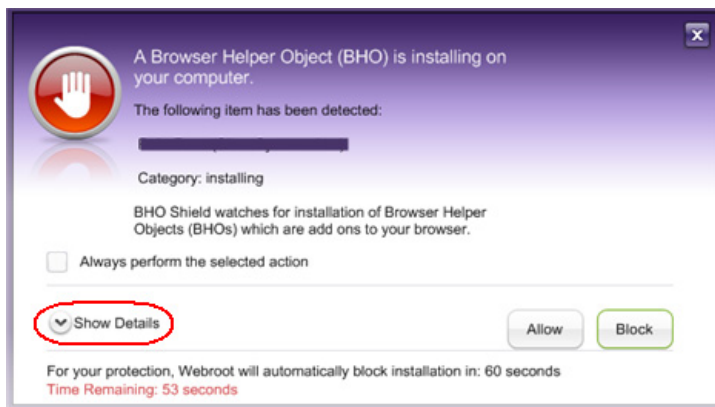 A Browser Helper Object (BHO) is installing on
your computer.
The following item has been detected:
Category: installing
BHO Shield watches for installation of Browser Helper
Objects (BHOs) which are add ons to your browser.
Always perform the selected action
Show Details
Allow
Block
For your protection, Webroot will automatically block installation in: 60 seconds
Time Remaining: 53 seconds